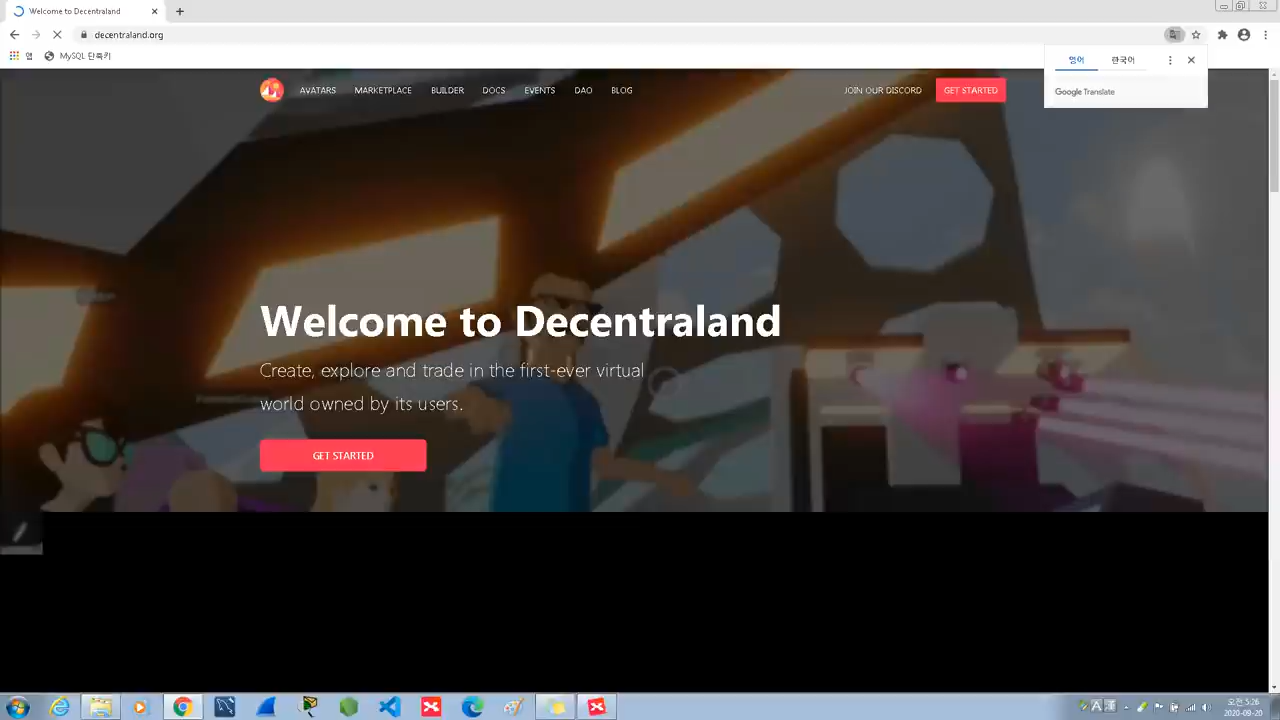 Welcome to Decentraland
decentraland.org
앱 MySQL 단축키
영어 한국어
Google Translate
AVATARS MARKETPLACE BUILDER DOCS EVENTS DAO BLOG JOIN OUR DISCORD GET STARTED
Welcome to Decentraland
Create, explore and trade in the first-ever virtual
world owned by its users.
GET STARTED
A 漢
오전 5:26
2020-09-20